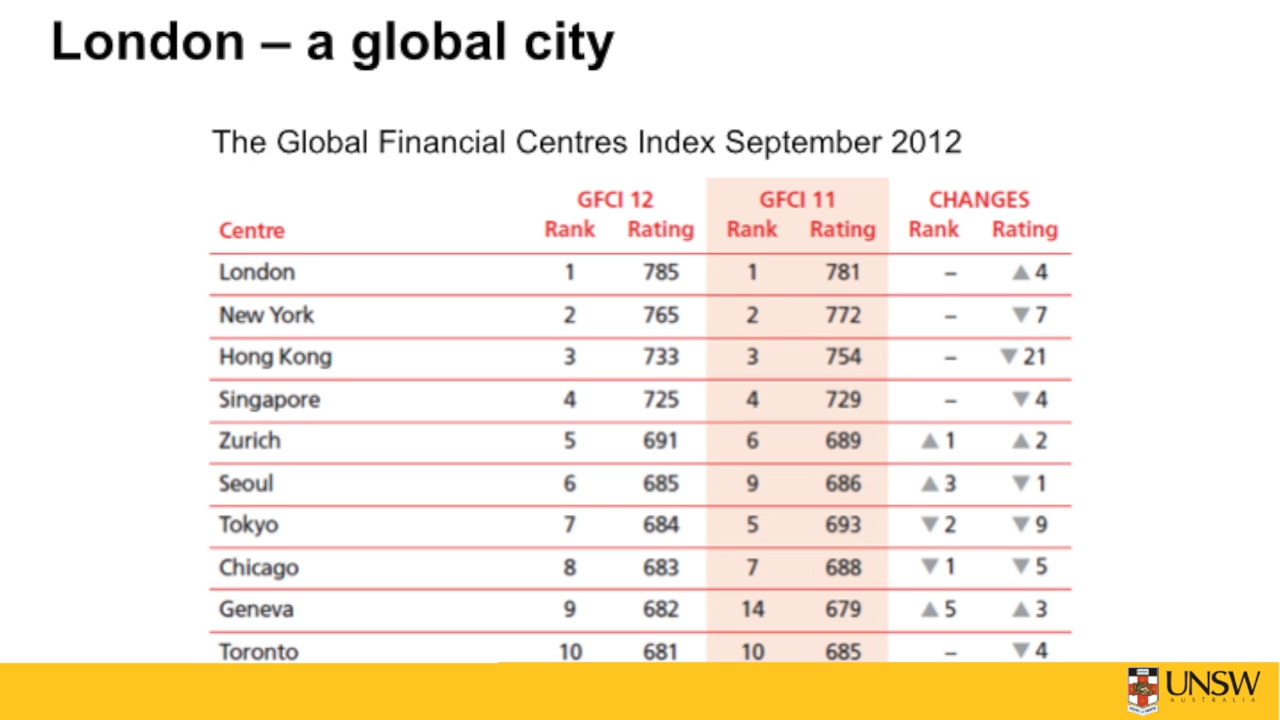 London – a global city
The Global Financial Centres Index September 2012
GFCI 12 GFCI 11 CHANGES
Centre Rank Rating Rank Rating Rank Rating
London 1 785 1 781 – ▲4
New York 2 765 2 772 – ▼7
Hong Kong 3 733 3 754 – ▼21
Singapore 4 725 4 729 – ▼4
Zurich 5 691 6 689 ▲1 ▲2
Seoul 6 685 9 686 ▲3 ▼1
Tokyo 7 684 5 693 ▼2 ▼9
Chicago 8 683 7 688 ▼1 ▼5
Geneva 9 682 14 679 ▲5 ▲3
Toronto 10 681 10 685 – ▼4
UNSW
AUSTRALIA